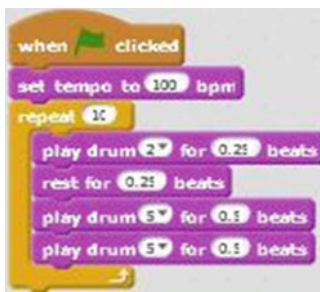 when clicked
set tempo to 100 bpm
repeat 10
play drum 2 for 0.25 beats
rest for 0.25 beats
play drum 5 for 0.5 beats
play drum 5 for 0.5 beats